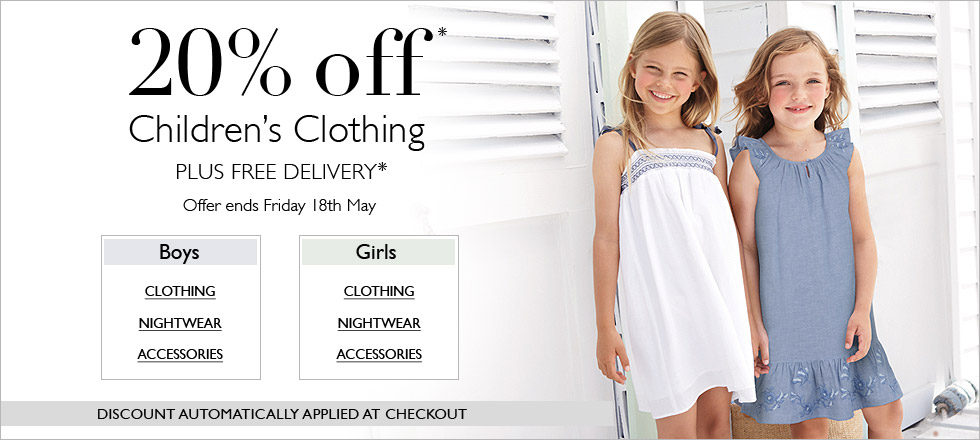 20% off*
Children's Clothing
PLUS FREE DELIVERY*
Offer ends Friday 18th May
Boys
CLOTHING
NIGHTWEAR
ACCESSORIES
Girls
CLOTHING
NIGHTWEAR
ACCESSORIES
DISCOUNT AUTOMATICALLY APPLIED AT CHECKOUT